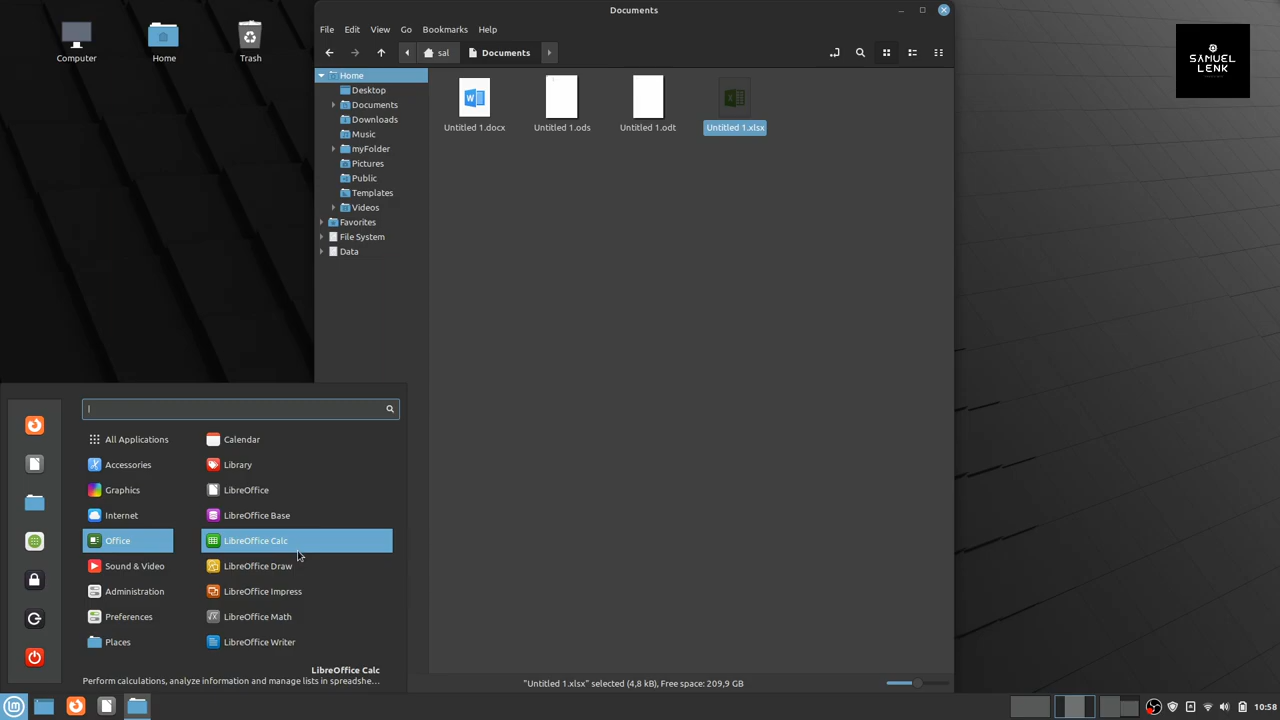 Computer
Home
Trash
Documents
File Edit View Go Bookmarks Help
sal
Documents
SAMUEL
LENK
Home
Desktop
Documents
Downloads
Music
myFolder
Pictures
Public
Templates
Videos
Favorites
File System
Data
Untitled 1.docx
Untitled 1.ods
Untitled 1.odt
Untitled 1.xlsx
All Applications
Accessories
Graphics
Internet
Office
Sound & Video
Administration
Preferences
Places
Calendar
Library
LibreOffice
LibreOffice Base
LibreOffice Calc
LibreOffice Draw
LibreOffice Impress
LibreOffice Math
LibreOffice Writer
LibreOffice Calc
Perform calculations, analyze information and manage lists in spreadshe...
"Untitled 1.xlsx" selected (4,8 kB), Free space: 209,9 GB
10:58